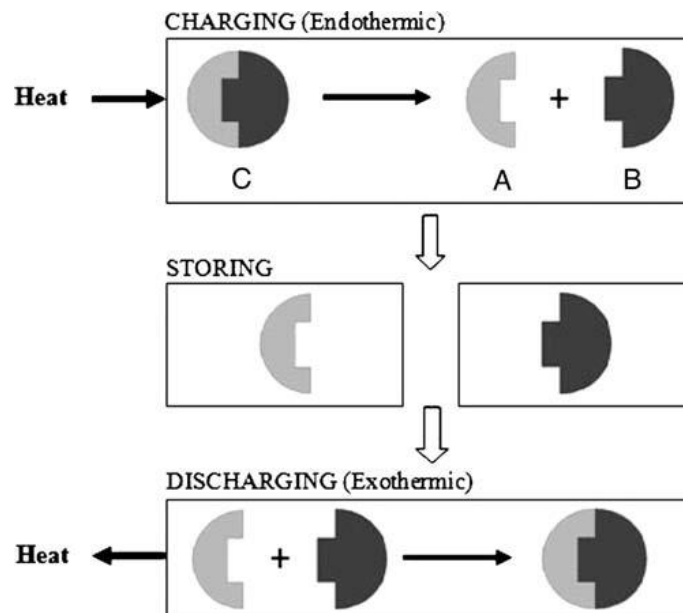 CHARGING (Endothermic)
Heat
+
C A B
STORING
DISCHARGING (Exothermic)
Heat
+